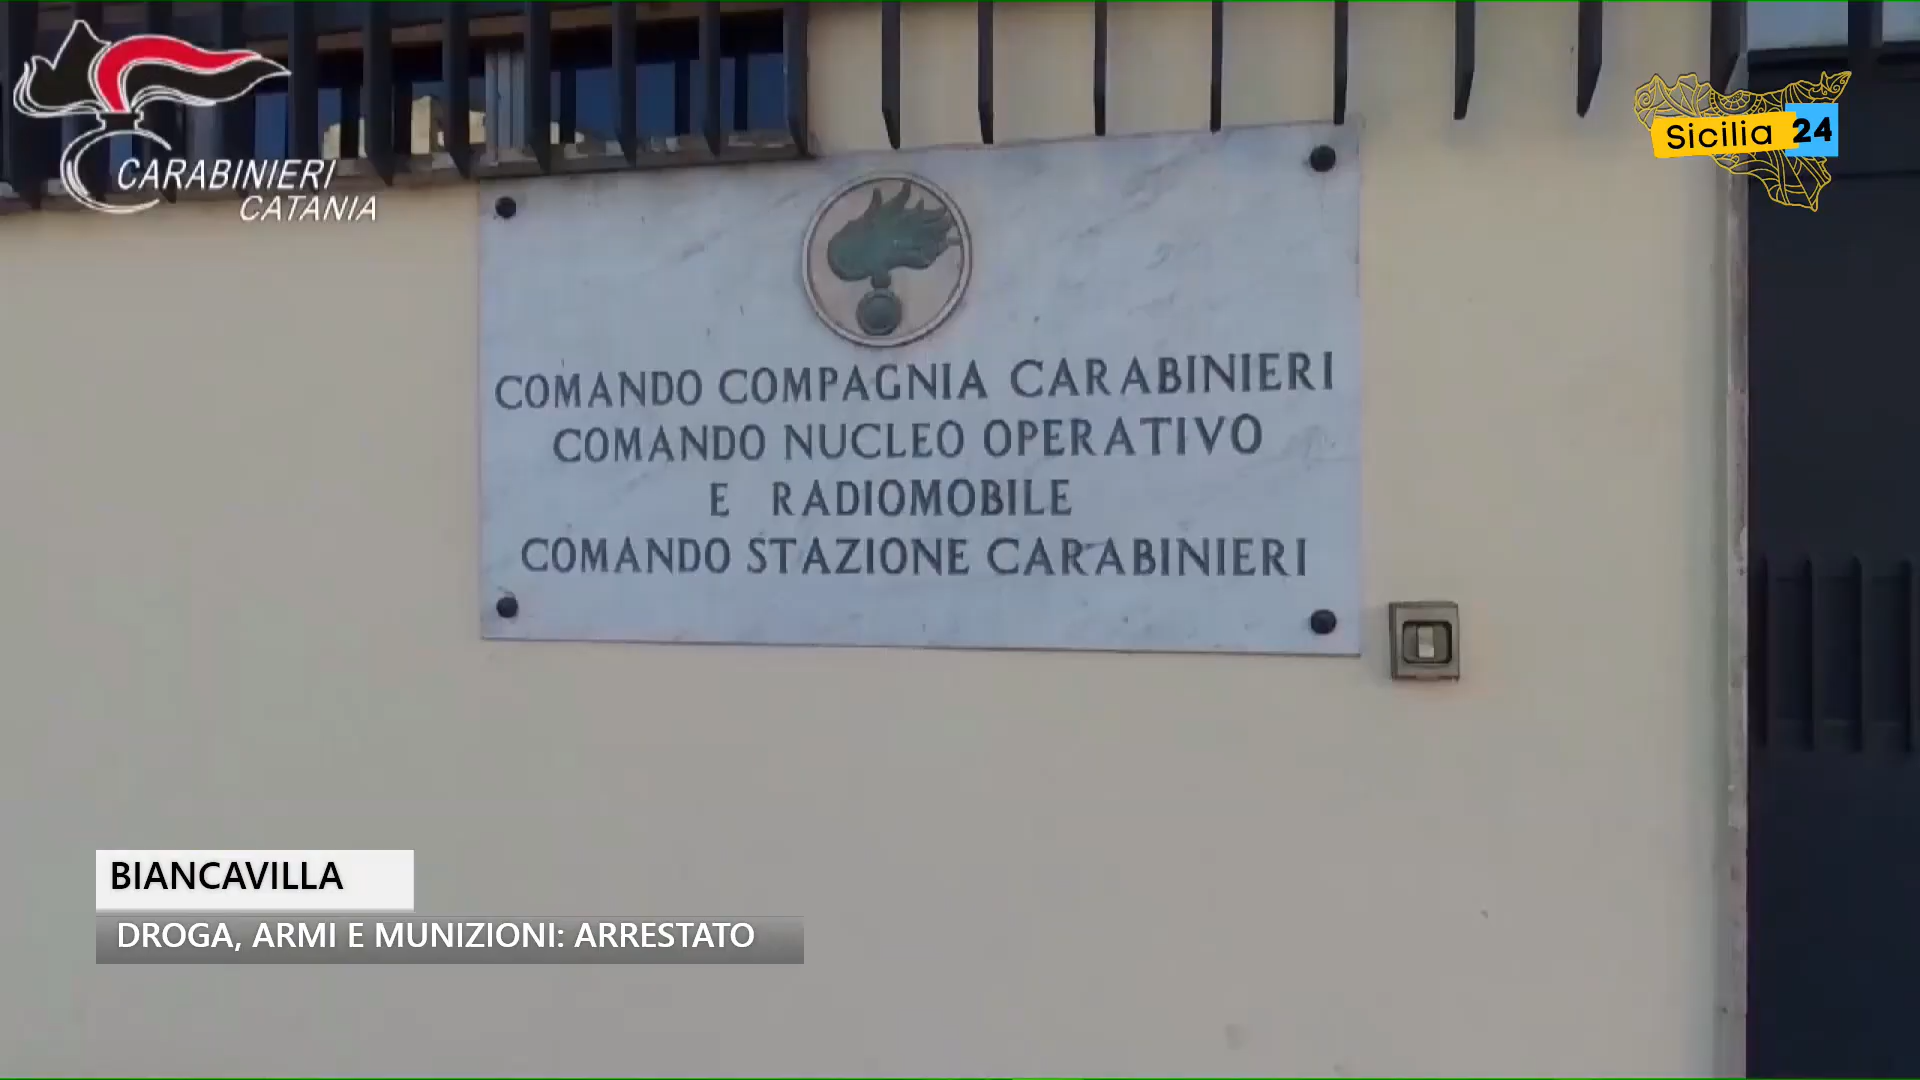 CARABINIERI
CATANIA
Sicilia 24
COMANDO COMPAGNIA CARABINIERI
COMANDO NUCLEO OPERATIVO
E RADIOMOBILE
COMANDO STAZIONE CARABINIERI
BIANCAVILLA
DROGA, ARMI E MUNIZIONI: ARRESTATO